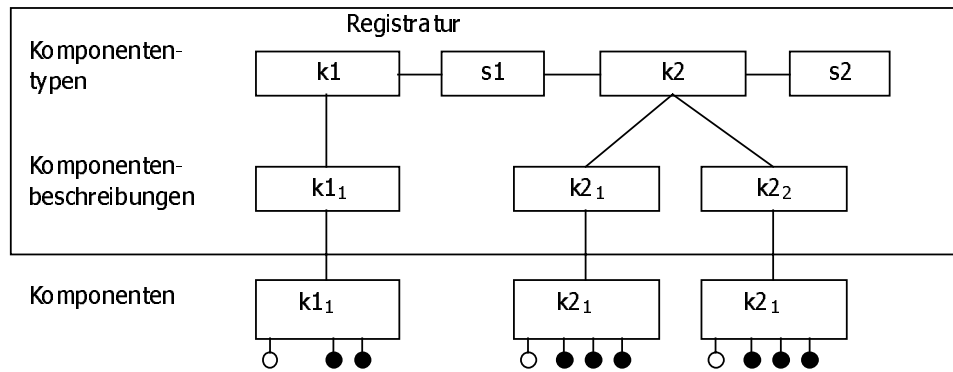 Registratur
Komponenten-
typen
k1 s1 k2 s2
Komponenten-
beschreibungen
k1₁ k2₁ k2₂
Komponenten
k1₁ k2₁ k2₁